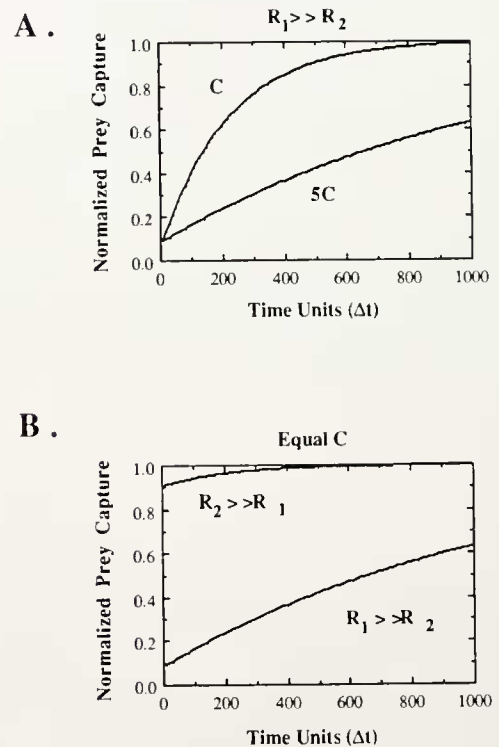 A .
R1 >> R2
Normalized Prey Capture
1.0
0.8
0.6
0.4
0.2
0.0
C
5C
0 200 400 600 800 1000
Time Units (Δt)
B .
Equal C
Normalized Prey Capture
1.0
0.8
0.6
0.4
0.2
0.0
R2 >>R 1
R1 >>R 2
0 200 400 600 800 1000
Time Units (Δt)